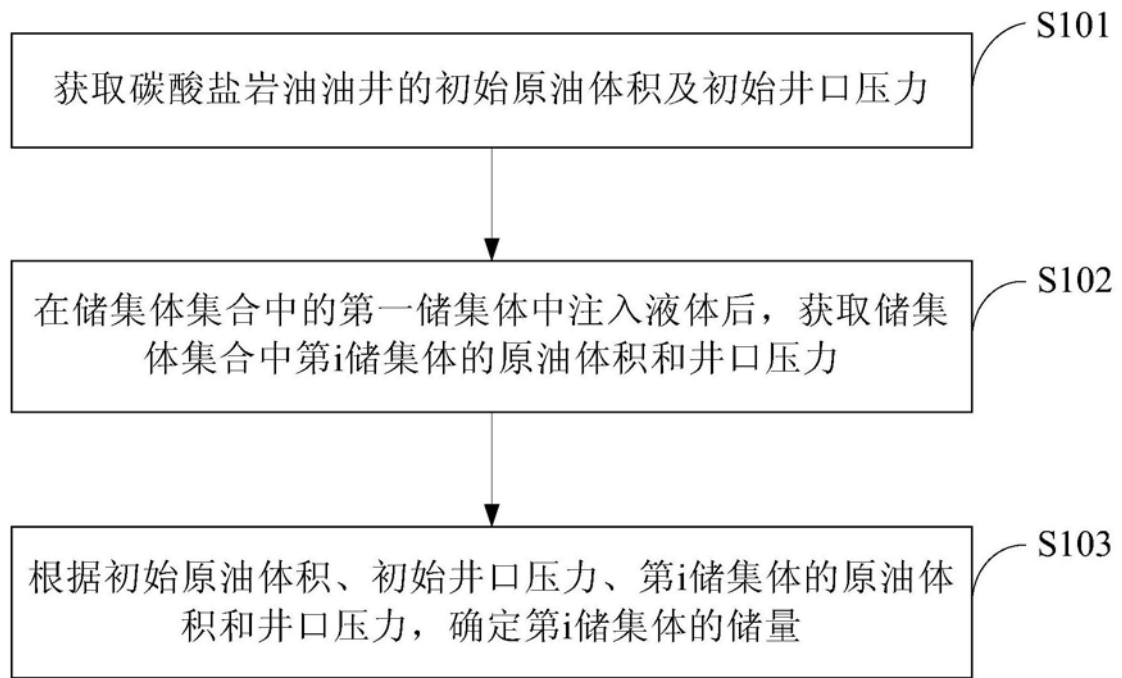 S101
获取碳酸盐岩油油井的初始原油体积及初始井口压力
S102
在储集体集合中的第一储集体中注入液体后，获取储集
体集合中第i储集体的原油体积和井口压力
S103
根据初始原油体积、初始井口压力、第i储集体的原油体
积和井口压力，确定第i储集体的储量